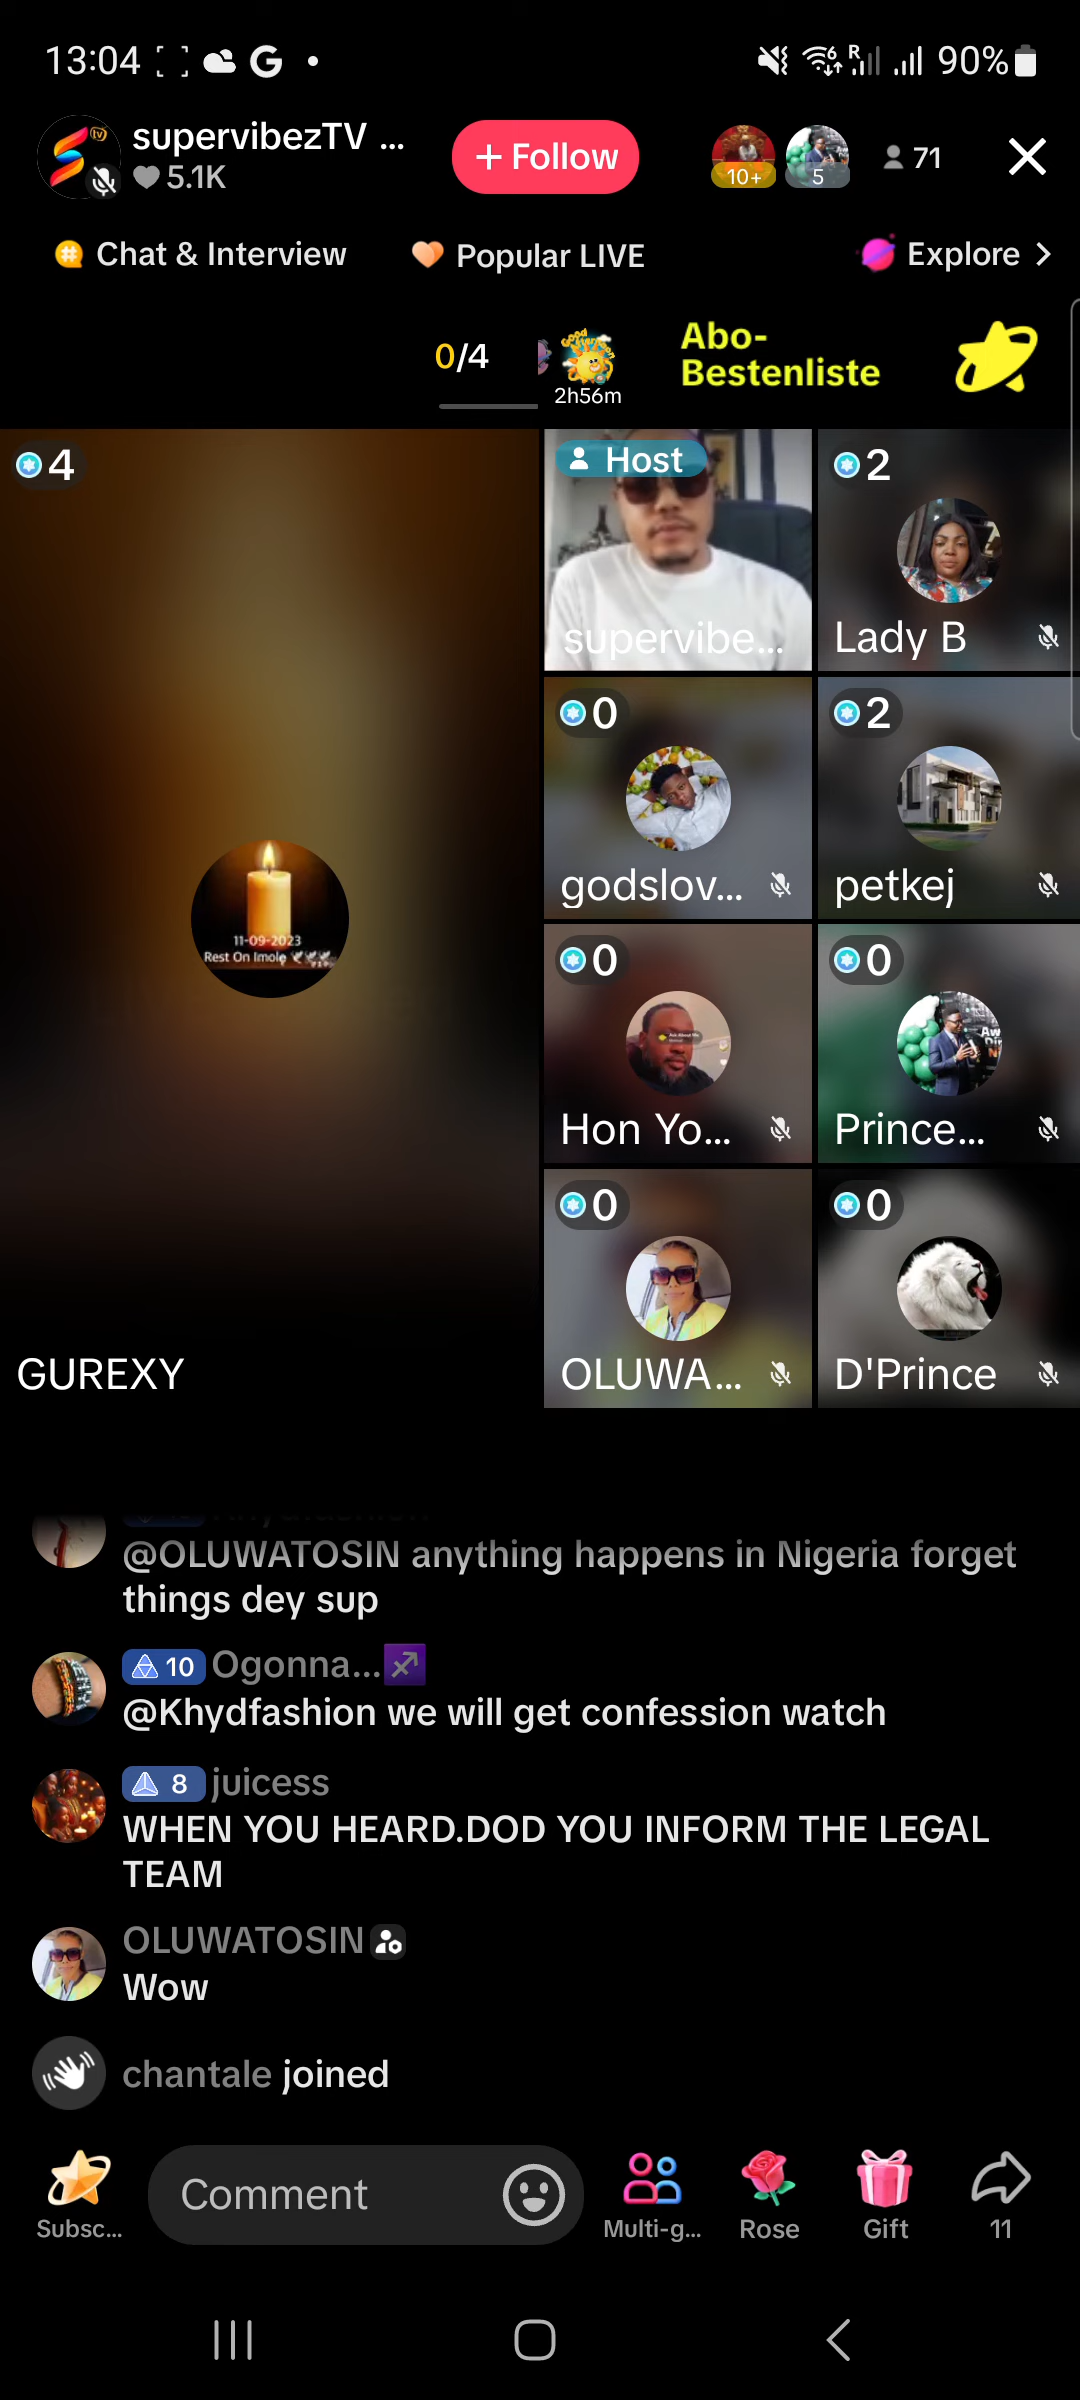 13:04
90%
supervibezTV ...
5.1K
+ Follow
10+
5
71
Chat & Interview
Popular LIVE
Explore
0/4
2h56m
Abo-
Bestenliste
4
Host
supervibe...
2
Lady B
0
godslov...
2
petkej
11-09-2023
Rest On Imole
0
Hon Yo...
0
Prince...
0
OLUWA...
0
D'Prince
GUREXY
@OLUWATOSIN anything happens in Nigeria forget
things dey sup
10 Ogonna...
@Khydfashion we will get confession watch
8 juicess
WHEN YOU HEARD.DOD YOU INFORM THE LEGAL
TEAM
OLUWATOSIN
Wow
chantale joined
Comment
Subsc...
Multi-g...
Rose
Gift
11